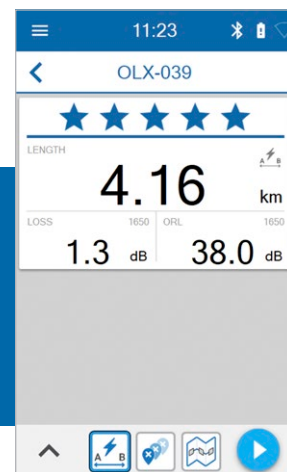 11:23
OLX-039
LENGTH
A B
4.16 km
LOSS 1650 ORL 1650
1.3 dB 38.0 dB
A B